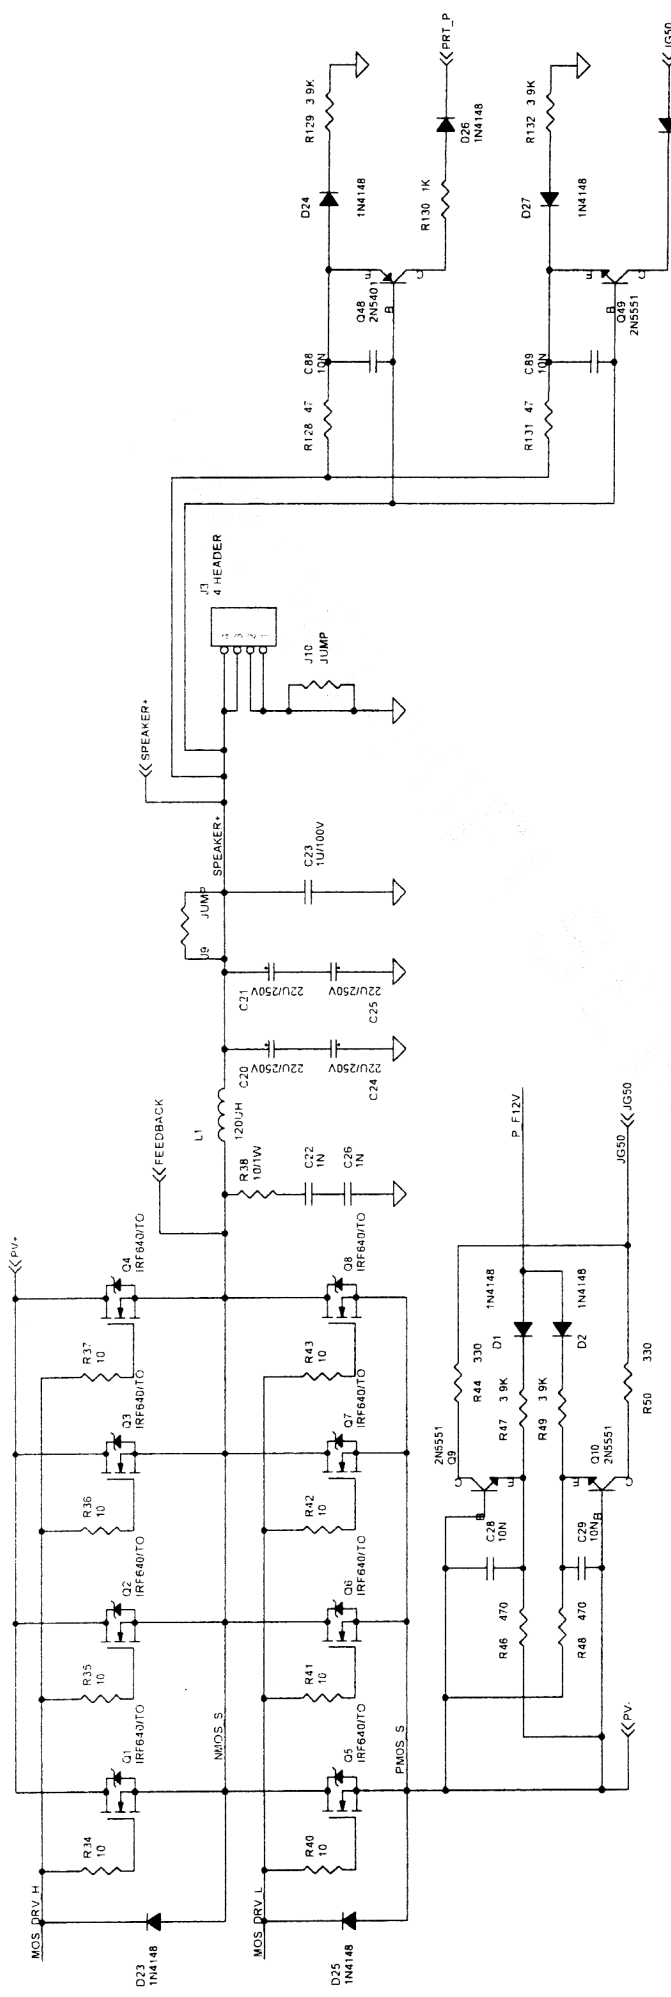 PV+
MOS_DRV_H
D23
1N4148
R34
10
Q1
IRF640/TO
R35
10
Q2
IRF640/TO
R36
10
Q3
IRF640/TO
R37
10
Q4
IRF640/TO
NMOS_S
MOS_DRV_L
D25
1N4148
R40
10
Q5
IRF640/TO
R41
10
Q6
IRF640/TO
R42
10
Q7
IRF640/TO
R43
10
Q8
IRF640/TO
PMOS_S
FEEDBACK
L1
120UH
R38
10/1W
C22
1N
C26
1N
C20
22U/250V
22U/250V
C24
C21
22U/250V
22U/250V
C25
J9
JUMP
C23
1U/100V
SPEAKER+
SPEAKER+
J3
4 HEADER
J10
JUMP
PV-
R46
470
R48
470
C28
10N
C29
10N
2N5551
Q9
B
E
C
Q10
2N5551
B
E
C
R44
330
R47
3.9K
R49
3.9K
D1
1N4148
D2
1N4148
R50
330
P_F12V
JG50
JG50
R128
47
C88
10N
Q48
2N5401
B
E
C
D24
1N4148
R129
3.9K
R130
1K
D26
1N4148
PRT_P
R131
47
C89
10N
Q49
2N5551
B
E
C
D27
1N4148
R132
3.9K
JG50